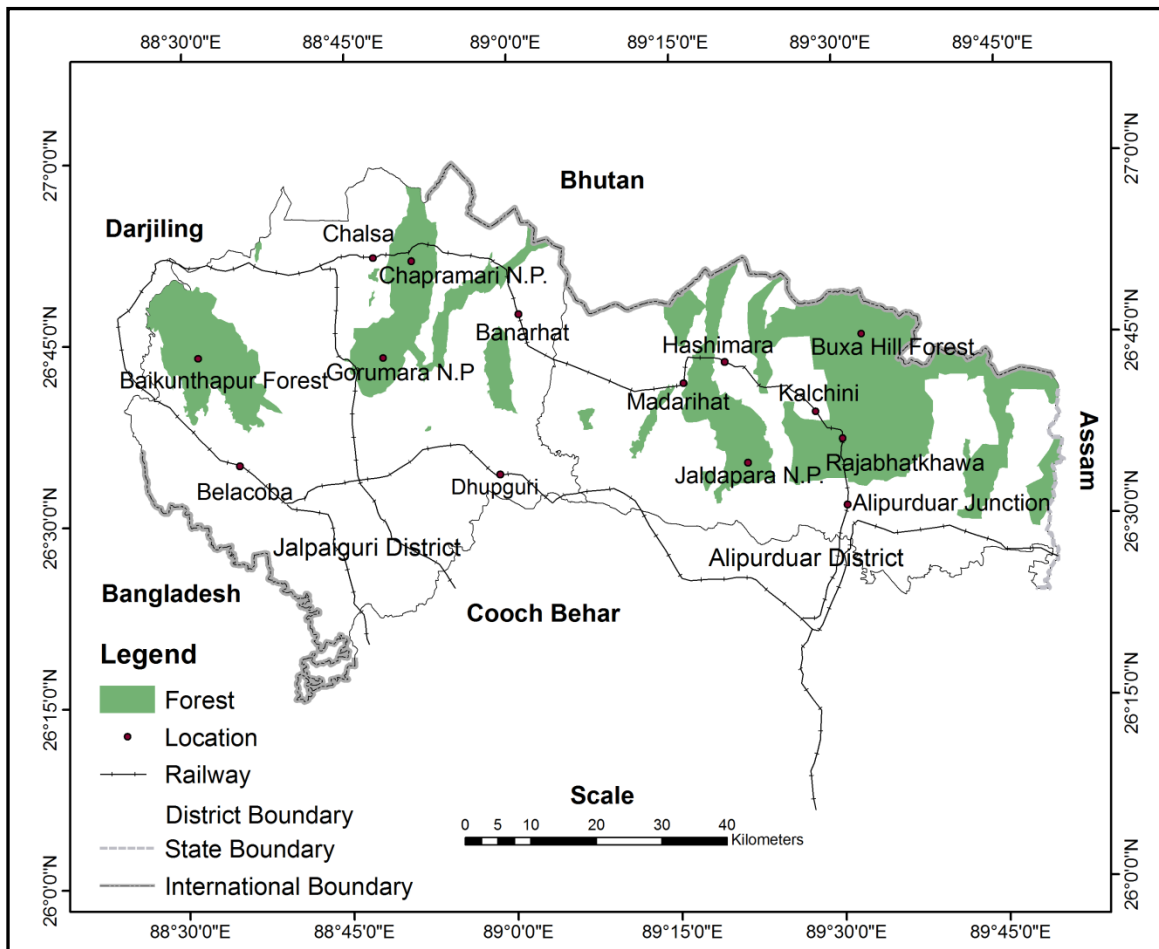 88°30'0"E 88°45'0"E 89°0'0"E 89°15'0"E 89°30'0"E 89°45'0"E
27°0'0"N
27°0'0"N
Bhutan
Darjiling
Chalsa
Chapramari N.P.
26°45'0"N
26°45'0"N
Banarhat
Hashimara
Buxa Hill Forest
Baikunthapur Forest
Gorumara N.P
Madarihat
Kalchini
Assam
Rajabhatkhawa
Jaldapara N.P.
Belacoba
Dhupguri
Alipurduar Junction
26°30'0"N
26°30'0"N
Jalpaiguri District
Alipurduar District
Bangladesh
Cooch Behar
Legend
Forest
26°15'0"N
26°15'0"N
Location
Railway
District Boundary
State Boundary
International Boundary
Scale
0 5 10 20 30 40
Kilometers
26°0'0"N
26°0'0"N
88°30'0"E 88°45'0"E 89°0'0"E 89°15'0"E 89°30'0"E 89°45'0"E